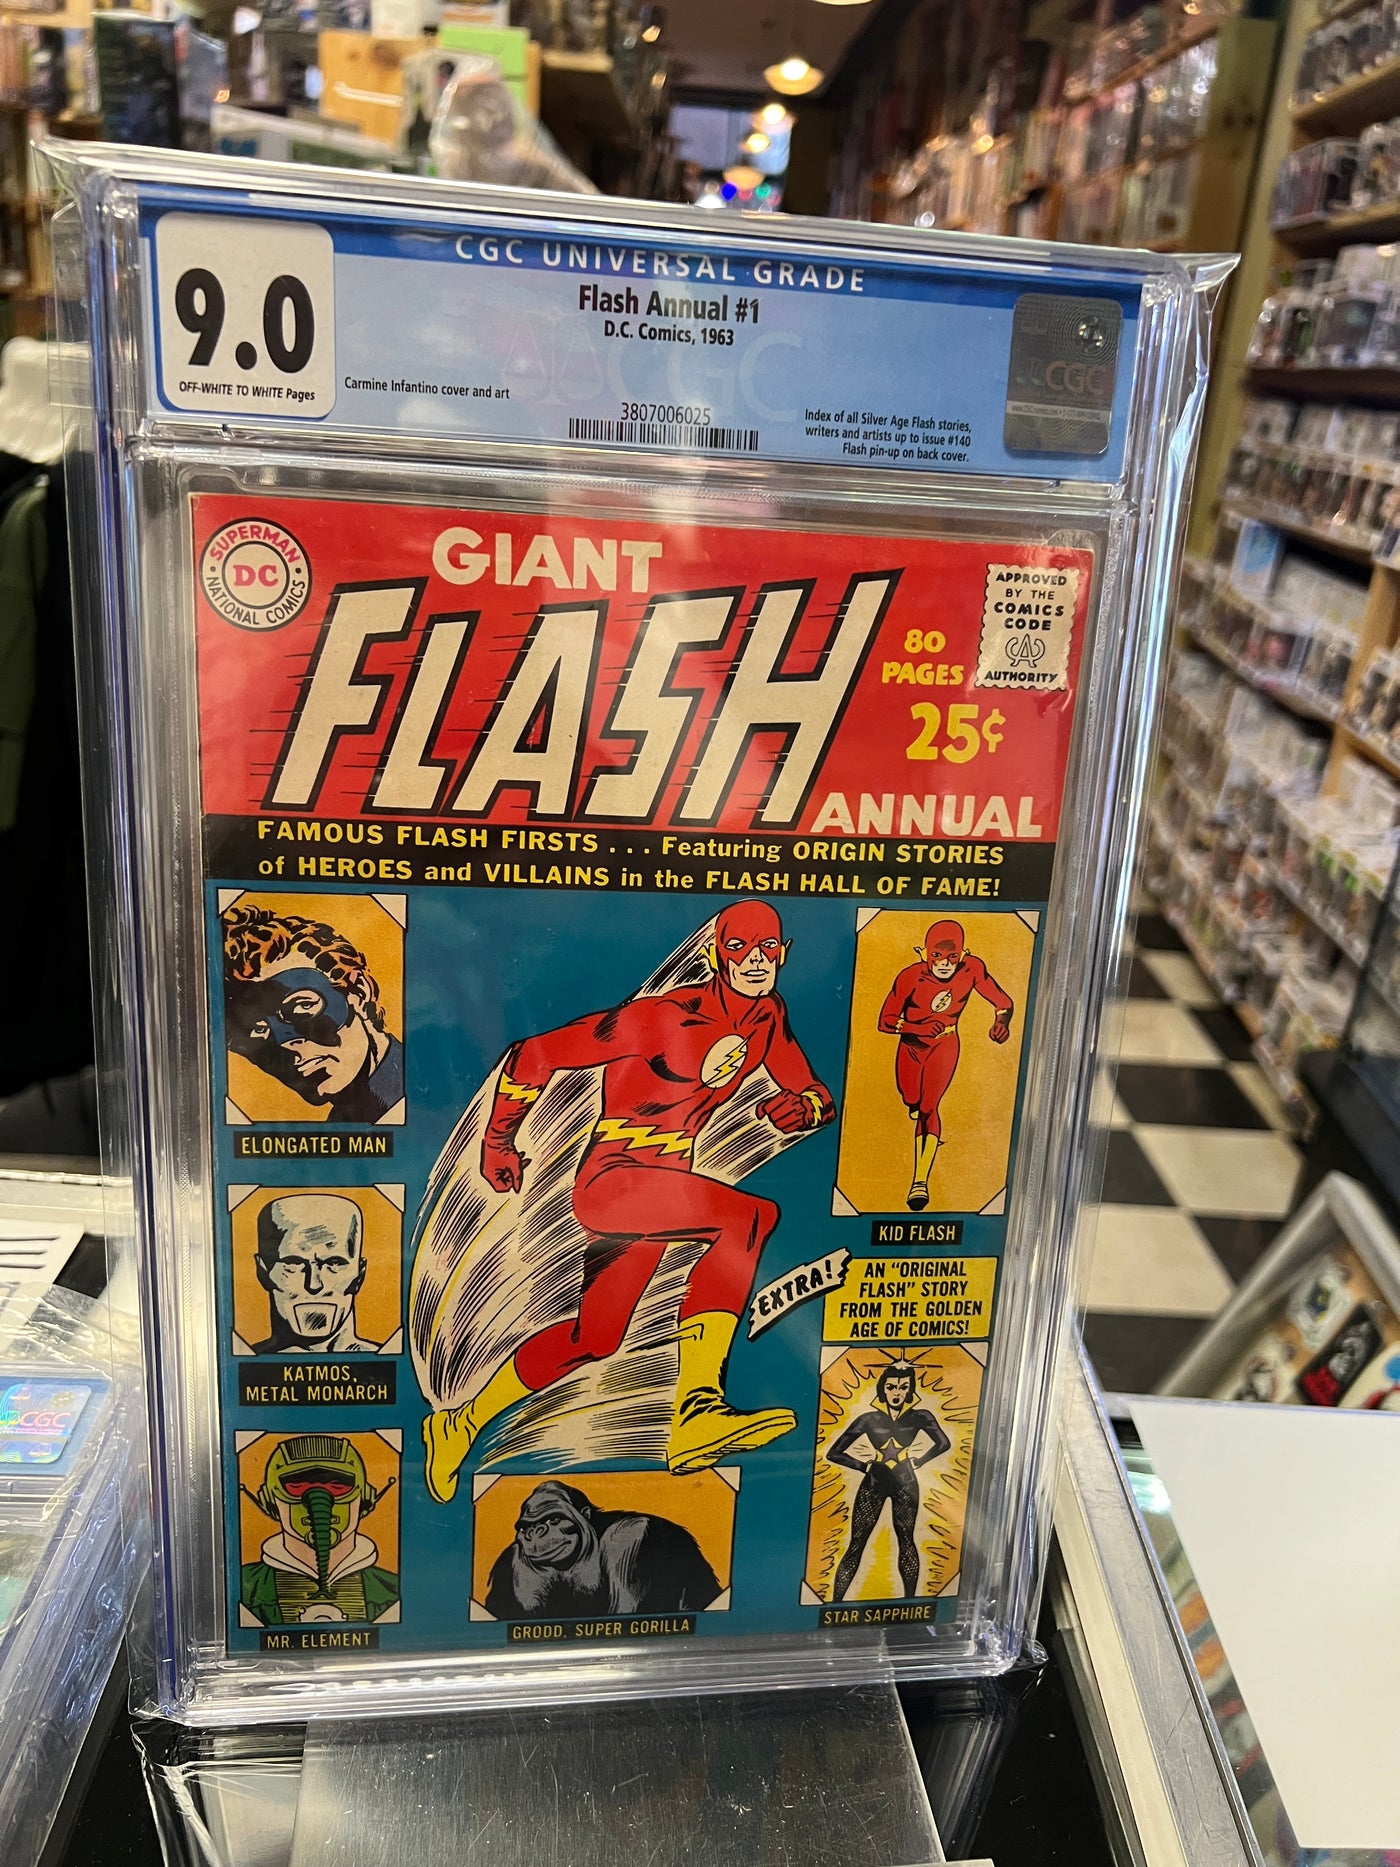 CGC UNIVERSAL GRADE
9.0
OFF-WHITE TO WHITE Pages
Flash Annual #1
D.C. Comics, 1963
Carmine Infantino cover and art
3807006025
Index of all Silver Age Flash stories,
writers and artists up to issue #140
Flash pin-up on back cover.
CGC
CGC
SUPERMAN
DC
NATIONAL COMICS
GIANT
FLASH
ANNUAL
80
PAGES
25¢
APPROVED
BY THE
COMICS
CODE
CA
AUTHORITY
FAMOUS FLASH FIRSTS . . . Featuring ORIGIN STORIES
of HEROES and VILLAINS in the FLASH HALL OF FAME!
ELONGATED MAN
KID FLASH
KATMOS,
METAL MONARCH
EXTRA!
AN "ORIGINAL
FLASH" STORY
FROM THE GOLDEN
AGE OF COMICS!
MR. ELEMENT
GRODD, SUPER GORILLA
STAR SAPPHIRE
CGC